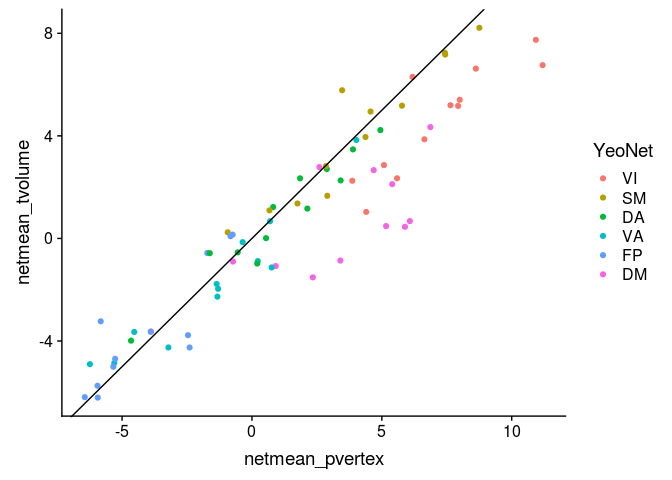 8
4
0
-4
netmean_tvolume
-5
0
5
10
netmean_pvertex
YeoNet
VI
SM
DA
VA
FP
DM